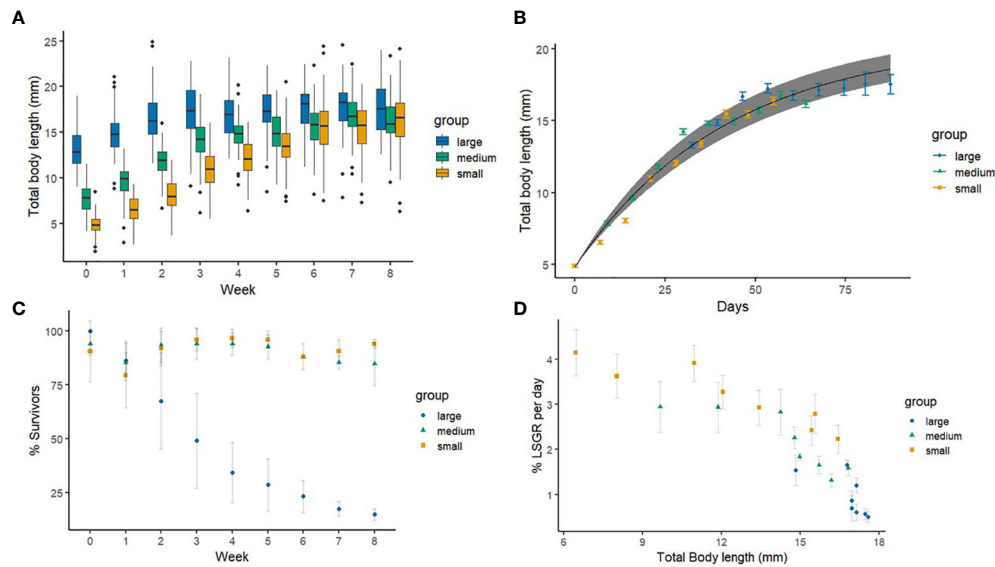 A
Total body length (mm)
25
20
15
10
5
0 1 2 3 4 5 6 7 8
Week
group
large
medium
small
B
Total body length (mm)
20
15
10
5
0 25 50 75
Days
group
large
medium
small
C
% Survivors
100
75
50
25
0 1 2 3 4 5 6 7 8
Week
group
large
medium
small
D
% LSGR per day
4
3
2
1
6 9 12 15 18
Total Body length (mm)
group
large
medium
small